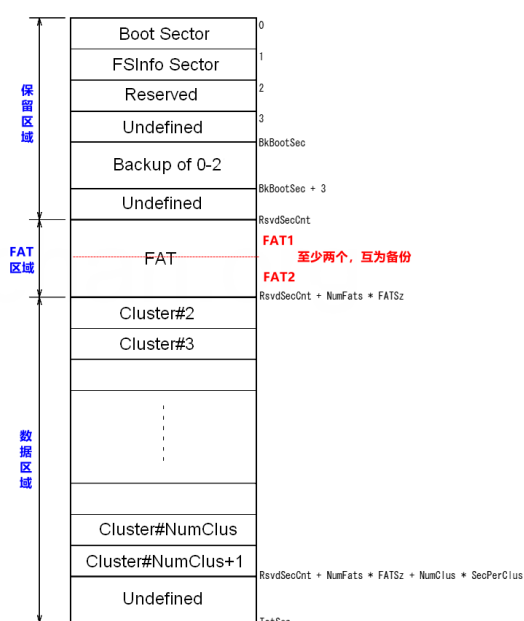 Boot Sector
0
FSInfo Sector
1
Reserved
2
Undefined
3
保留区域
BkBootSec
Backup of 0-2
BkBootSec + 3
Undefined
RsvdSecCnt
FAT1
FAT区域
FAT
至少两个，互为备份
FAT2
RsvdSecCnt + NumFats * FATSz
Cluster#2
Cluster#3
数据区域
Cluster#NumClus
Cluster#NumClus+1
RsvdSecCnt + NumFats * FATSz + NumClus * SecPerClus
Undefined